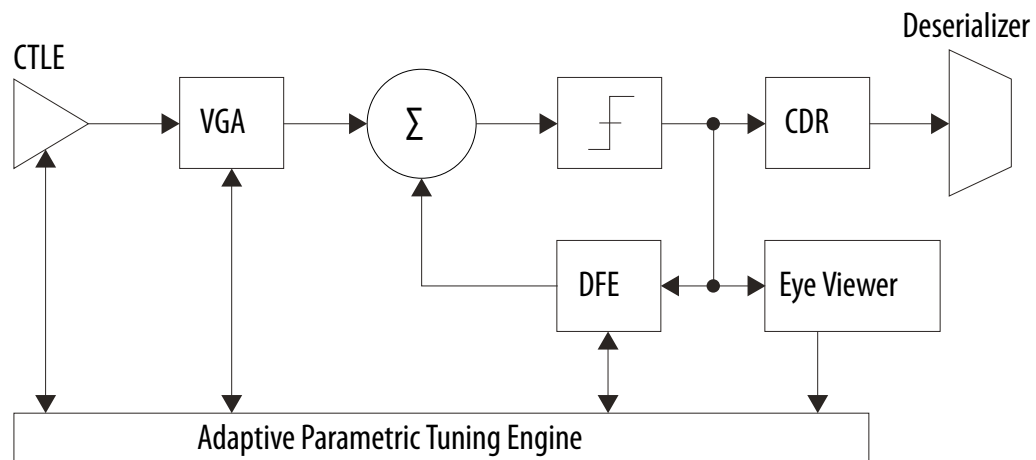 Deserializer
CTLE
VGA
Σ
CDR
DFE
Eye Viewer
Adaptive Parametric Tuning Engine